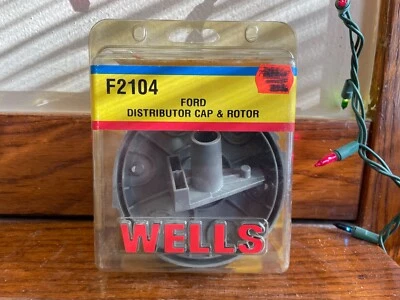 F2104
FORD
DISTRIBUTOR CAP & ROTOR
WELLS